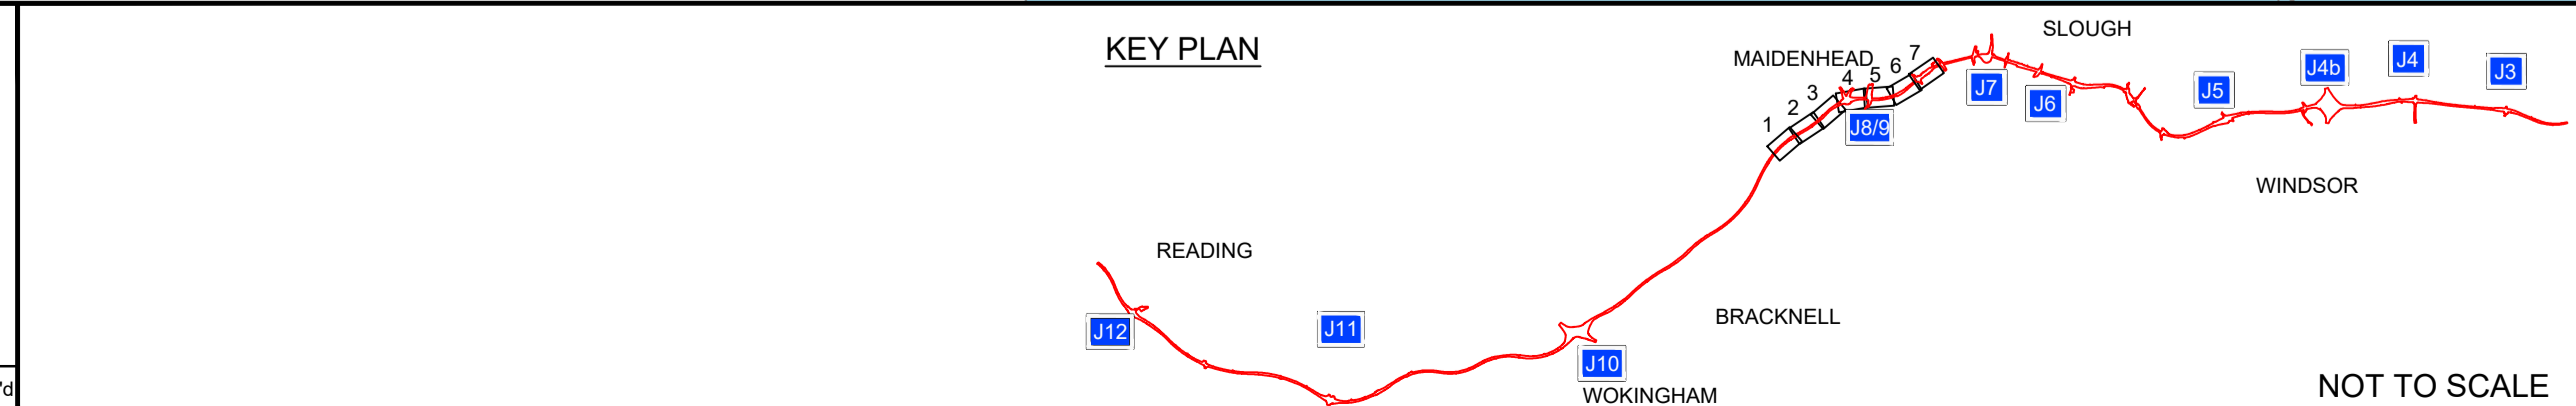 KEY PLAN
SLOUGH
MAIDENHEAD
7
6
5
4
3
2
1
J8/9
J7
J6
J5
J4b
J4
J3
WINDSOR
READING
BRACKNELL
J12
J11
J10
WOKINGHAM
NOT TO SCALE
'd